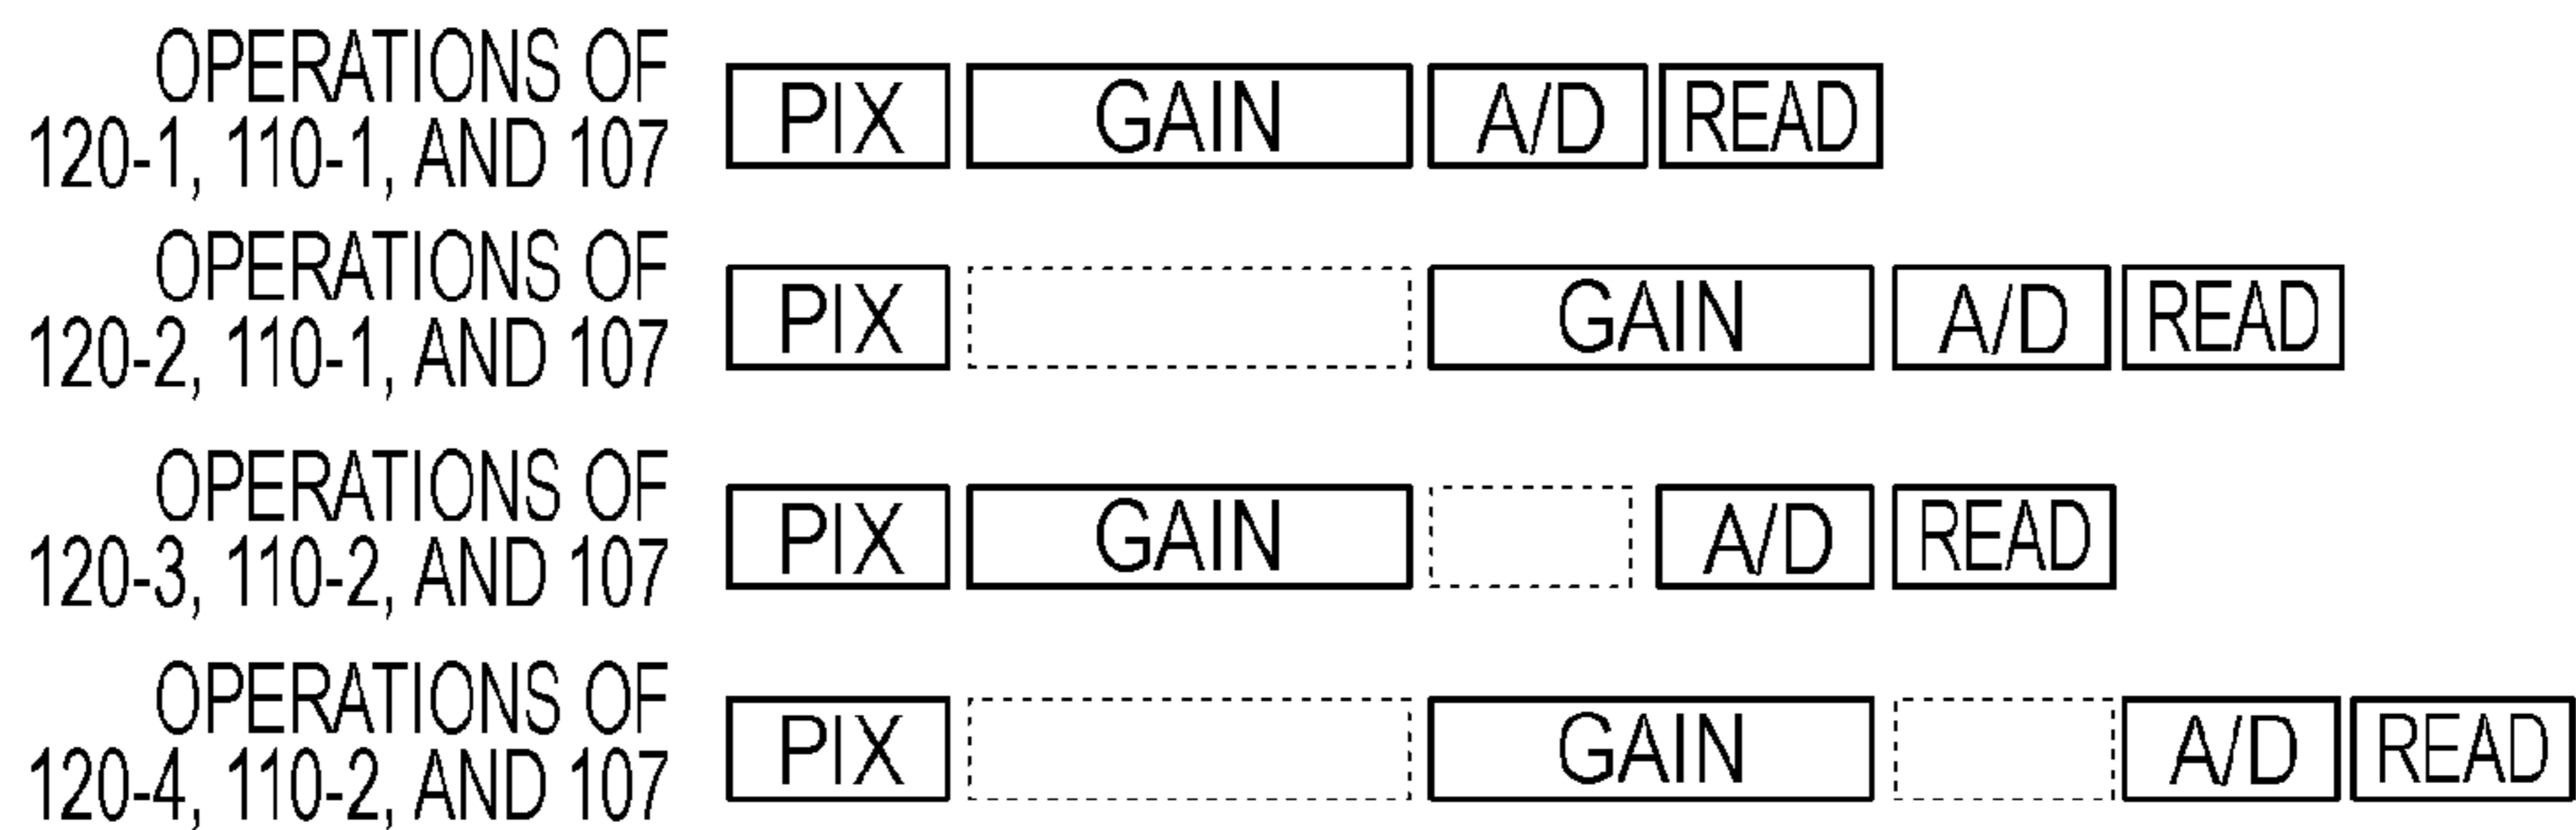 OPERATIONS OF
120-1, 110-1, AND 107
PIX GAIN A/D READ
OPERATIONS OF
120-2, 110-1, AND 107
PIX GAIN A/D READ
OPERATIONS OF
120-3, 110-2, AND 107
PIX GAIN A/D READ
OPERATIONS OF
120-4, 110-2, AND 107
PIX GAIN A/D READ